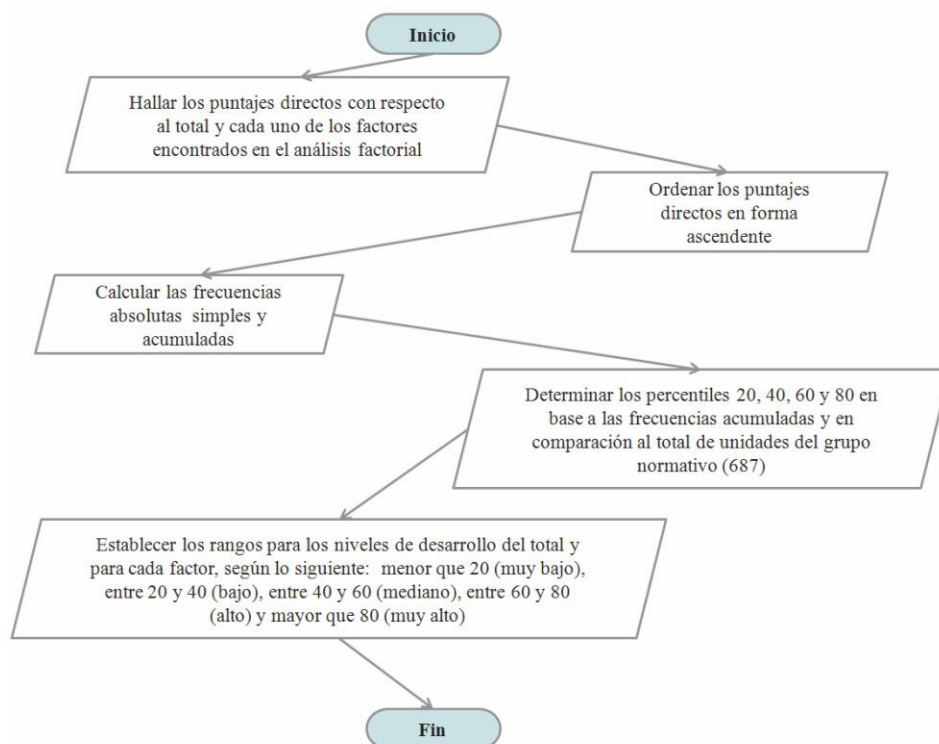 Inicio
Hallar los puntajes directos con respecto
al total y cada uno de los factores
encontrados en el análisis factorial
Ordenar los puntajes
directos en forma
ascendente
Calcular las frecuencias
absolutas simples y
acumuladas
Determinar los percentiles 20, 40, 60 y 80 en
base a las frecuencias acumuladas y en
comparación al total de unidades del grupo
normativo (687)
Establecer los rangos para los niveles de desarrollo del total y
para cada factor, según lo siguiente: menor que 20 (muy bajo),
entre 20 y 40 (bajo), entre 40 y 60 (mediano), entre 60 y 80
(alto) y mayor que 80 (muy alto)
Fin